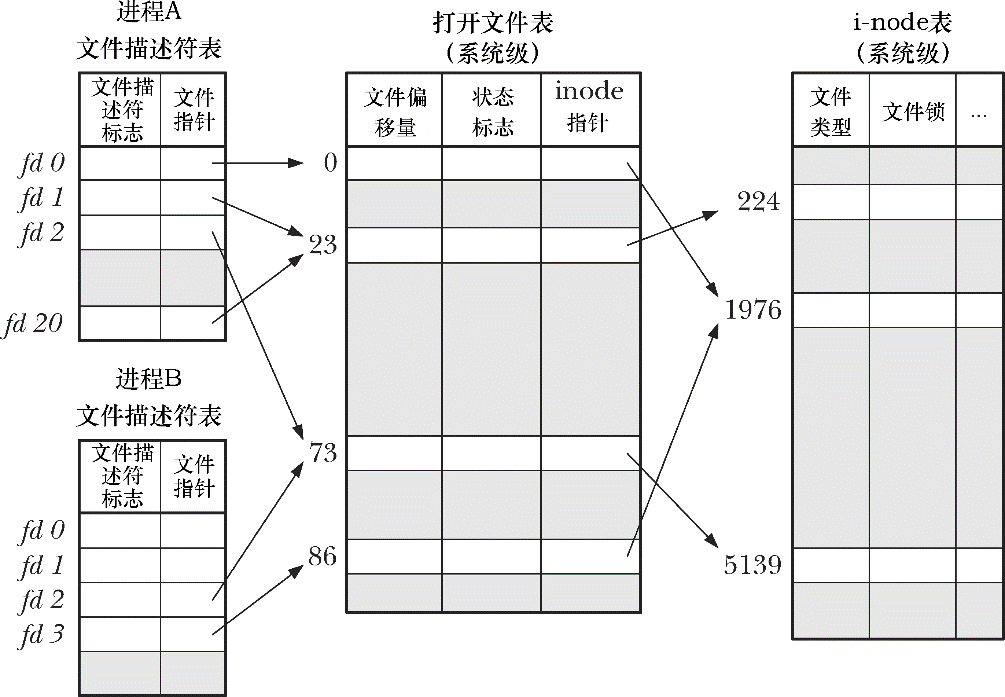 进程A
文件描述符表
文件描
述符
标志
文件
指针
fd 0
fd 1
fd 2
fd 20
进程B
文件描述符表
文件描
述符
标志
文件
指针
fd 0
fd 1
fd 2
fd 3
打开文件表
(系统级)
文件偏
移量
状态
标志
inode
指针
0
23
73
86
i-node表
(系统级)
文件
类型
文件锁
...
224
1976
5139